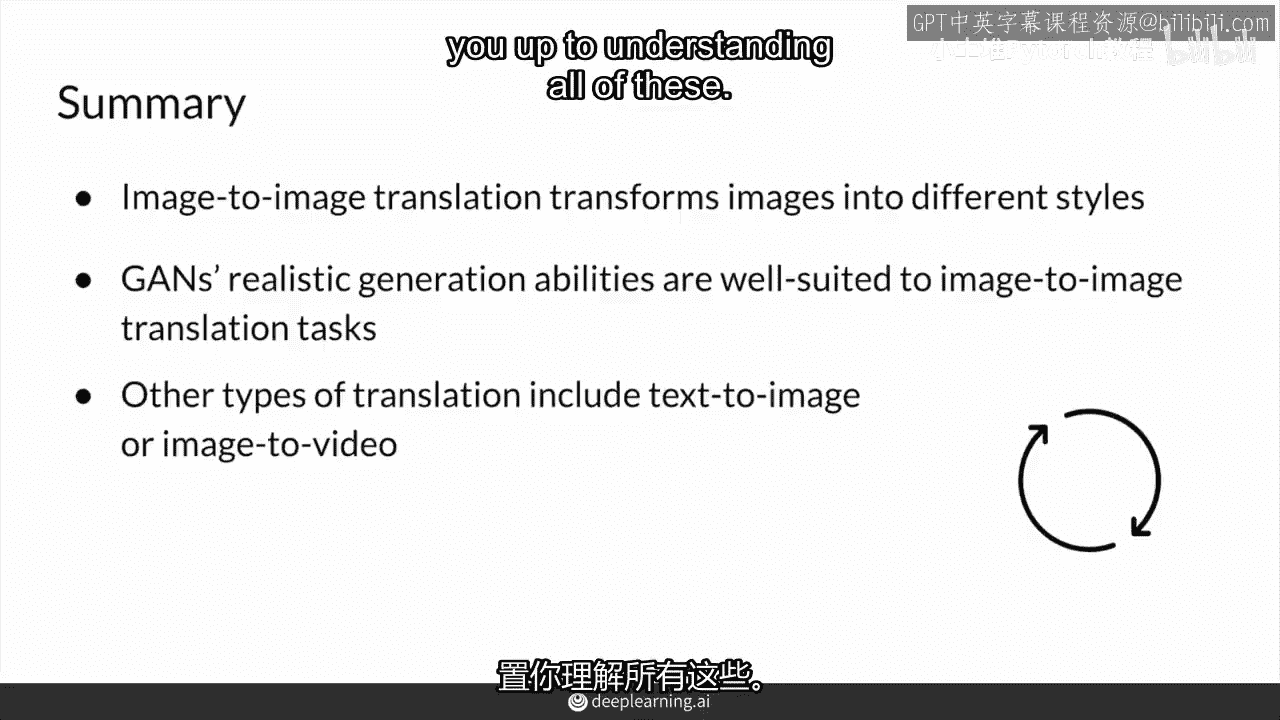 GPT中英字幕课程资源@bilibili.com
you up to understanding
all of these.
Summary
● Image-to-image translation transforms images into different styles
● GANs’ realistic generation abilities are well-suited to image-to-image
translation tasks
● Other types of translation include text-to-image
or image-to-video
置你理解所有这些。
deeplearning.ai